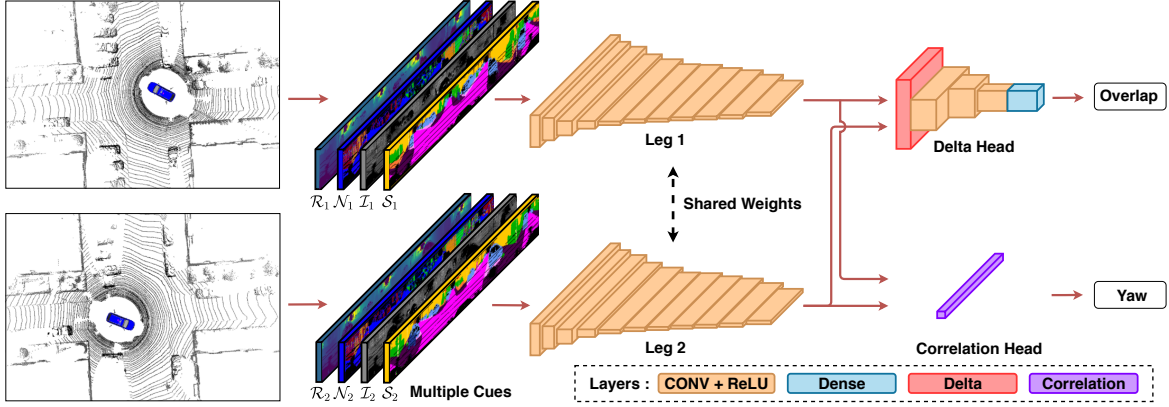 Leg 1
Delta Head
Overlap
R₁ N₁ I₁ S₁
Shared Weights
R₂ N₂ I₂ S₂
Multiple Cues
Leg 2
Correlation Head
Yaw
Layers : CONV + ReLU Dense Delta Correlation